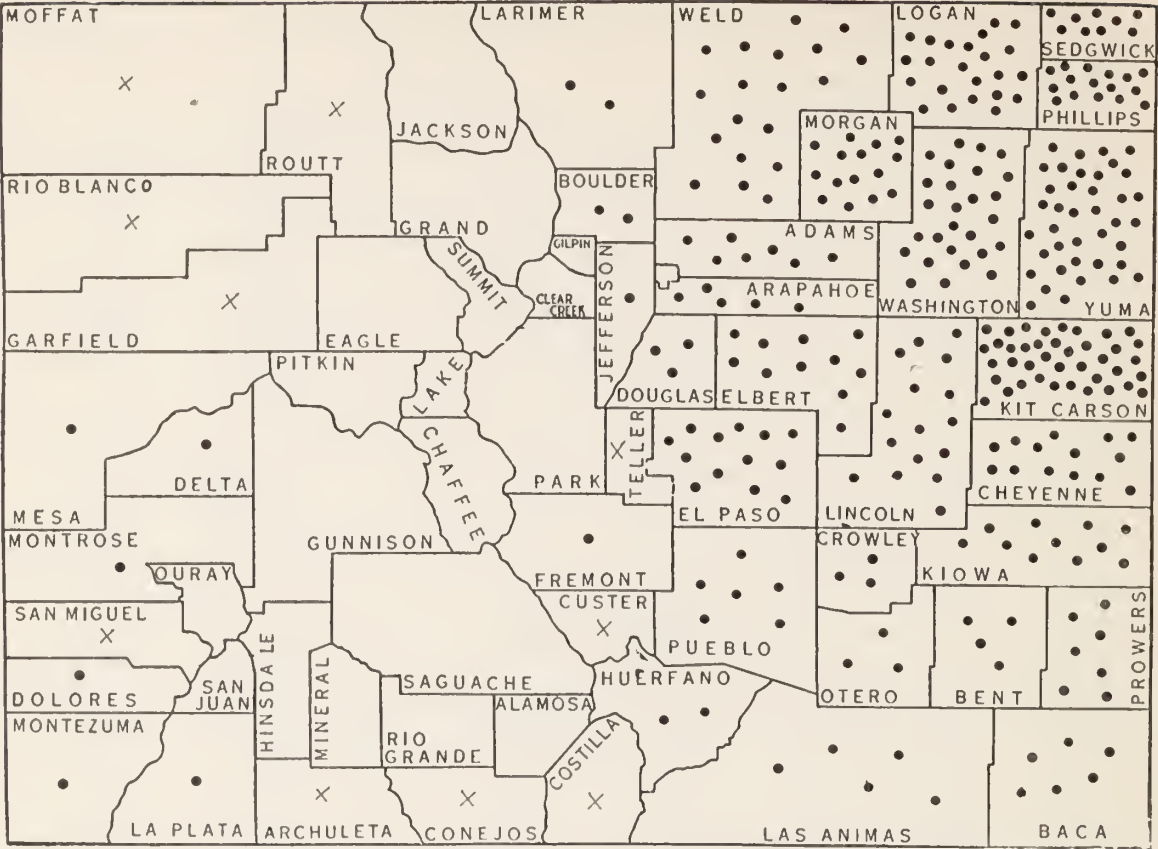 MOFFAT
LARIMER
WELD
LOGAN
SEDGWICK
PHILLIPS
JACKSON
MORGAN
ROUTT
RIO BLANCO
BOULDER
GRAND
ADAMS
GILPIN
SUMMIT
JEFFERSON
CLEAR
CREEK
ARAPAHOE
WASHINGTON
YUMA
GARFIELD
EAGLE
PITKIN
LAKE
DOUGLAS
ELBERT
KIT CARSON
CHAFFEE
TELLER
DELTA
PARK
CHEYENNE
MESA
EL PASO
LINCOLN
MONTROSE
GUNNISON
CROWLEY
OURAY
FREMONT
KIOWA
SAN MIGUEL
CUSTER
PROWERS
PUEBLO
HINSDALE
MINERAL
SAGUACHE
HUERFANO
DOLORES
SAN
JUAN
ALAMOSA
OTERO
BENT
MONTEZUMA
RIO
GRANDE
COSTILLA
LA PLATA
ARCHULETA
CONEJOS
LAS ANIMAS
BACA